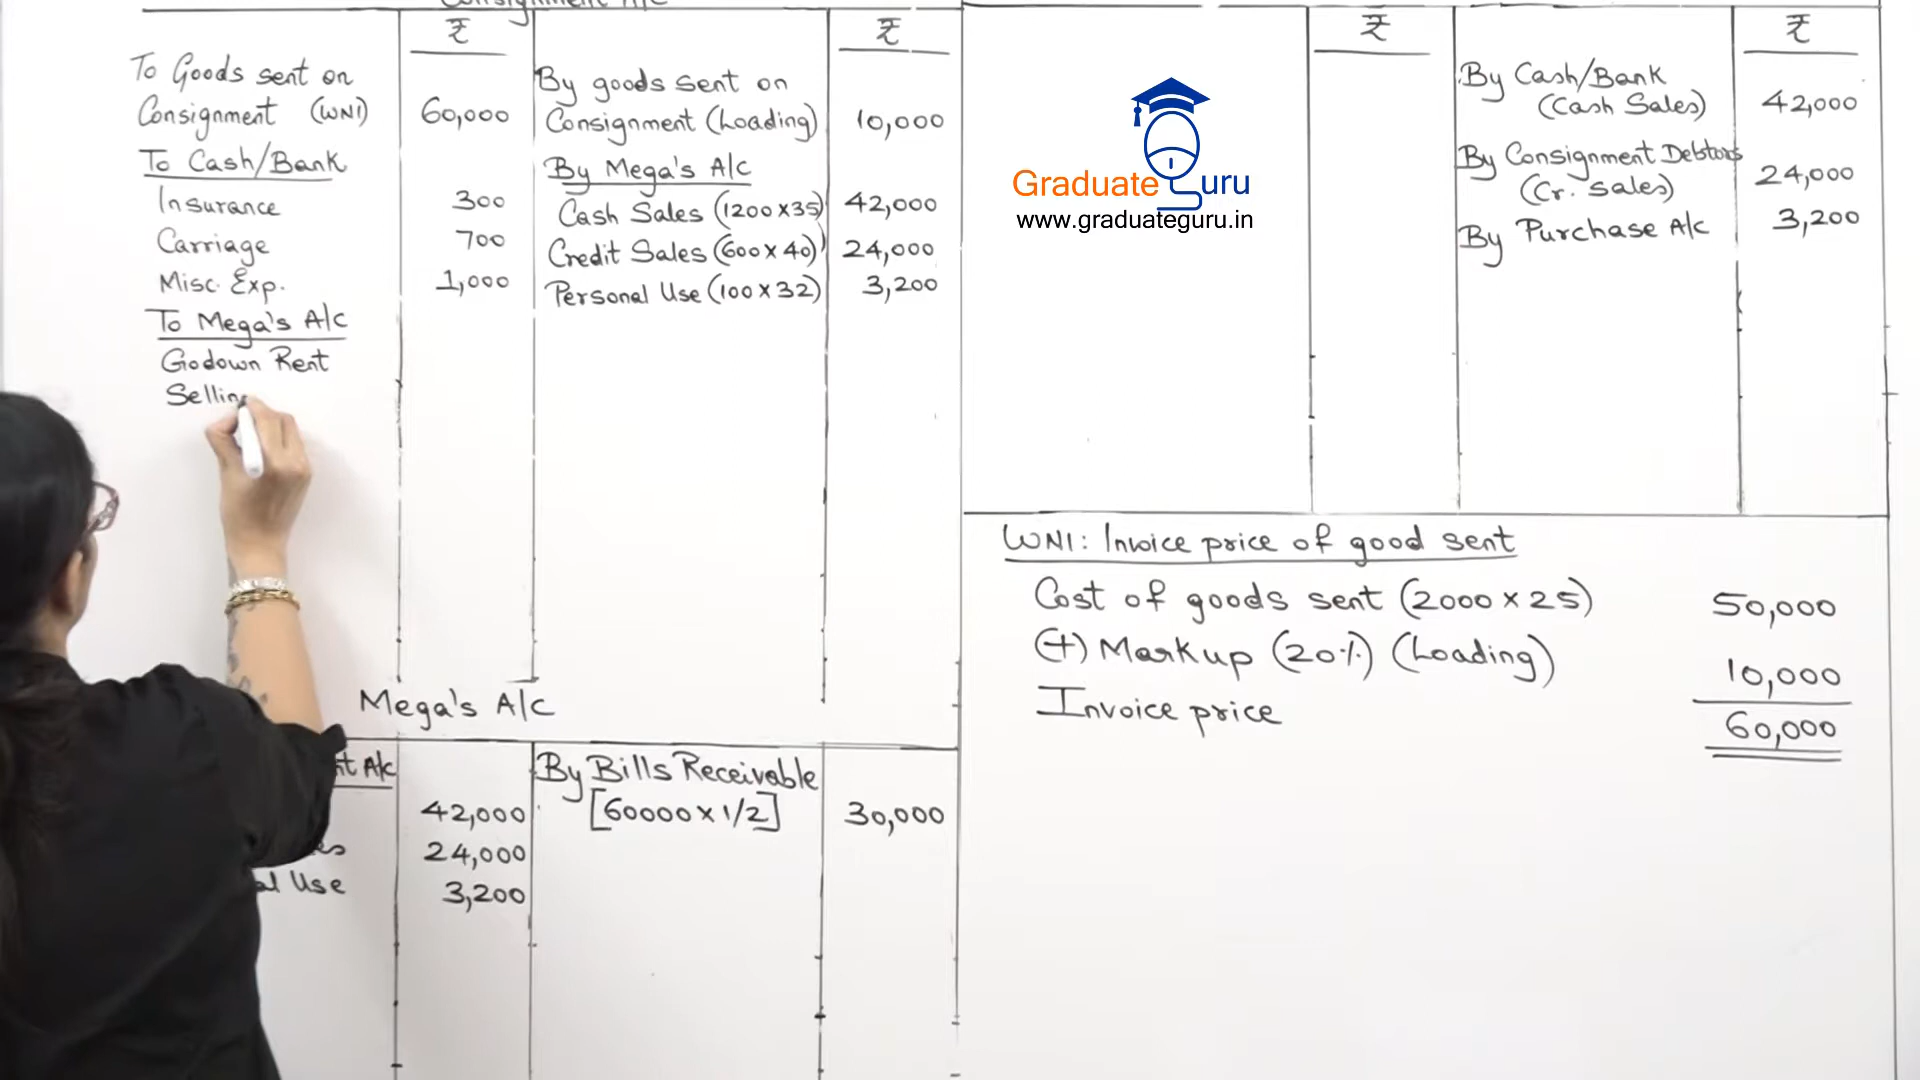 ₹
₹
To Goods sent on
Consignment (WN1) 60,000
To Cash/Bank
Insurance 300
Carriage 700
Misc. Exp. 1,000
To Mega's A/c
Godown Rent
Sellin
By goods sent on
Consignment (Loading) 10,000
By Mega's A/c
Cash Sales (1200×35) 42,000
Credit Sales (600×40) 24,000
Personal Use (100×32) 3,200
Mega's A/c
nt A/c
42,000
24,000
al Use 3,200
By Bills Receivable
[60000×1/2] 30,000
₹
₹
By Cash/Bank
(Cash Sales) 42,000
By Consignment Debtors
(Cr. Sales) 24,000
By Purchase A/c 3,200
Graduate Guru
www.graduateguru.in
WN1: Invoice price of good sent
Cost of goods sent (2000×25) 50,000
(+) Markup (20%) (Loading) 10,000
Invoice price 60,000